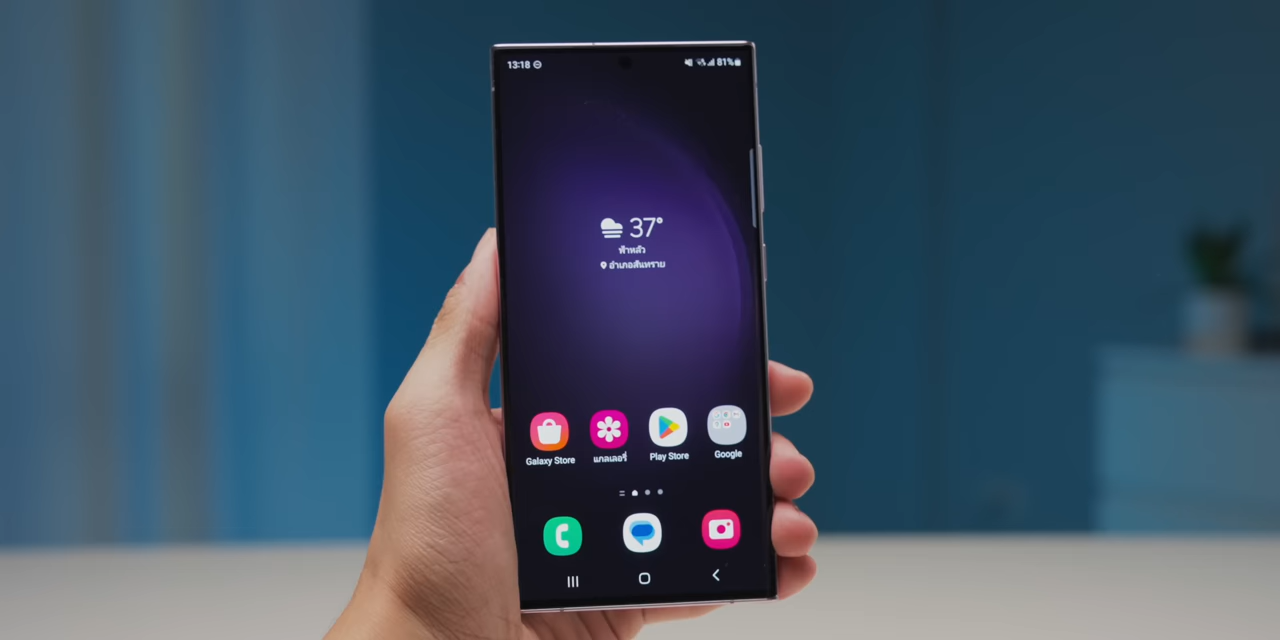 13:18
81%
37°
ฟ้าหลัว
อำเภอสันทราย
Galaxy Store
แกลเลอรี่
Play Store
Google